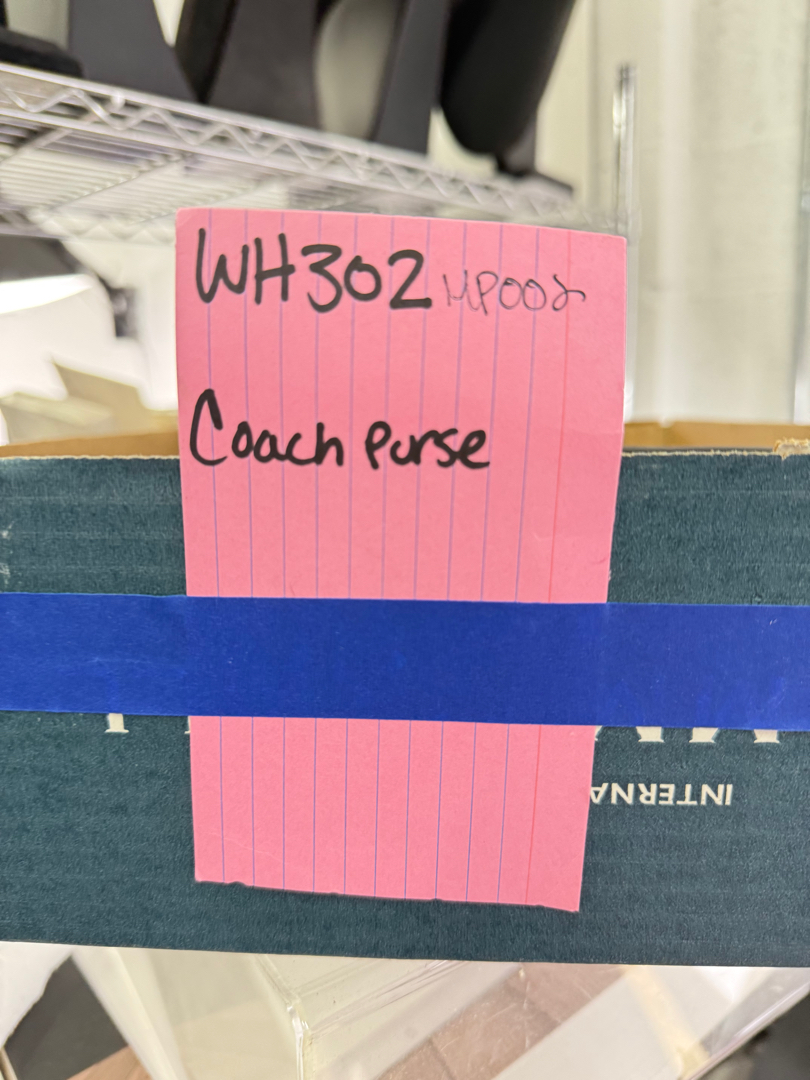 WH302 MP002
Coach Purse
INTERNA